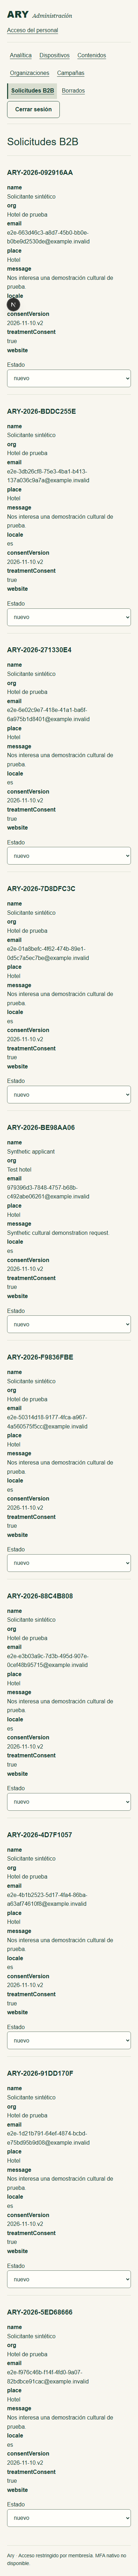 ARY Administración
Acceso del personal
Analítica Dispositivos Contenidos
Organizaciones Campañas
Solicitudes B2B Borrados
Cerrar sesión
Solicitudes B2B
ARY-2026-092916AA
name
Solicitante sintético
org
Hotel de prueba
email
e2e-663d46c3-a8d7-45b0-bb0e-
b0be9d2530de@example.invalid
place
Hotel
message
Nos interesa una demostración cultural de
prueba.
locale
N
consentVersion
2026-11-10.v2
treatmentConsent
true
website
Estado
nuevo
ARY-2026-BDDC255E
name
Solicitante sintético
org
Hotel de prueba
email
e2e-3db26cf8-75e3-4ba1-b413-
137a036c9a7a@example.invalid
place
Hotel
message
Nos interesa una demostración cultural de
prueba.
locale
es
consentVersion
2026-11-10.v2
treatmentConsent
true
website
Estado
nuevo
ARY-2026-271330E4
name
Solicitante sintético
org
Hotel de prueba
email
e2e-6e02c9e7-418e-41a1-ba6f-
6a975b1d8401@example.invalid
place
Hotel
message
Nos interesa una demostración cultural de
prueba.
locale
es
consentVersion
2026-11-10.v2
treatmentConsent
true
website
Estado
nuevo
ARY-2026-7D8DFC3C
name
Solicitante sintético
org
Hotel de prueba
email
e2e-01a8befc-4f62-474b-89e1-
0d5c7a5ec7be@example.invalid
place
Hotel
message
Nos interesa una demostración cultural de
prueba.
locale
es
consentVersion
2026-11-10.v2
treatmentConsent
true
website
Estado
nuevo
ARY-2026-BE98AA06
name
Synthetic applicant
org
Test hotel
email
979396d3-7848-4757-b68b-
c492abe06261@example.invalid
place
Hotel
message
Synthetic cultural demonstration request.
locale
es
consentVersion
2026-11-10.v2
treatmentConsent
true
website
Estado
nuevo
ARY-2026-F9836FBE
name
Solicitante sintético
org
Hotel de prueba
email
e2e-50314d18-9177-4fca-a967-
4a560575f5cc@example.invalid
place
Hotel
message
Nos interesa una demostración cultural de
prueba.
locale
es
consentVersion
2026-11-10.v2
treatmentConsent
true
website
Estado
nuevo
ARY-2026-88C4B808
name
Solicitante sintético
org
Hotel de prueba
email
e2e-e3b03a9c-7d3b-495d-907e-
0cef48b95715@example.invalid
place
Hotel
message
Nos interesa una demostración cultural de
prueba.
locale
es
consentVersion
2026-11-10.v2
treatmentConsent
true
website
Estado
nuevo
ARY-2026-4D7F1057
name
Solicitante sintético
org
Hotel de prueba
email
e2e-4b1b2523-5d17-4fa4-86ba-
a63af74610f8@example.invalid
place
Hotel
message
Nos interesa una demostración cultural de
prueba.
locale
es
consentVersion
2026-11-10.v2
treatmentConsent
true
website
Estado
nuevo
ARY-2026-91DD170F
name
Solicitante sintético
org
Hotel de prueba
email
e2e-1d21b791-64ef-4874-bcbd-
e75bd95b9d08@example.invalid
place
Hotel
message
Nos interesa una demostración cultural de
prueba.
locale
es
consentVersion
2026-11-10.v2
treatmentConsent
true
website
Estado
nuevo
ARY-2026-5ED68666
name
Solicitante sintético
org
Hotel de prueba
email
e2e-f976c46b-f14f-4fd0-9a07-
82bdbce91cac@example.invalid
place
Hotel
message
Nos interesa una demostración cultural de
prueba.
locale
es
consentVersion
2026-11-10.v2
treatmentConsent
true
website
Estado
nuevo
Ary · Acceso restringido por membresía. MFA nativo no
disponible.